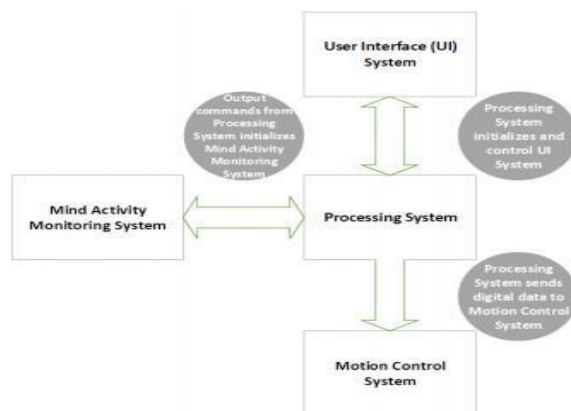 User Interface (UI)
System
Output
commands from
Processing
System initializes
Mind Activity
Monitoring
System
Processing
System
initializes and
control UI
System
Mind Activity
Monitoring System
Processing System
Processing
System sends
digital data to
Motion Control
System
Motion Control
System